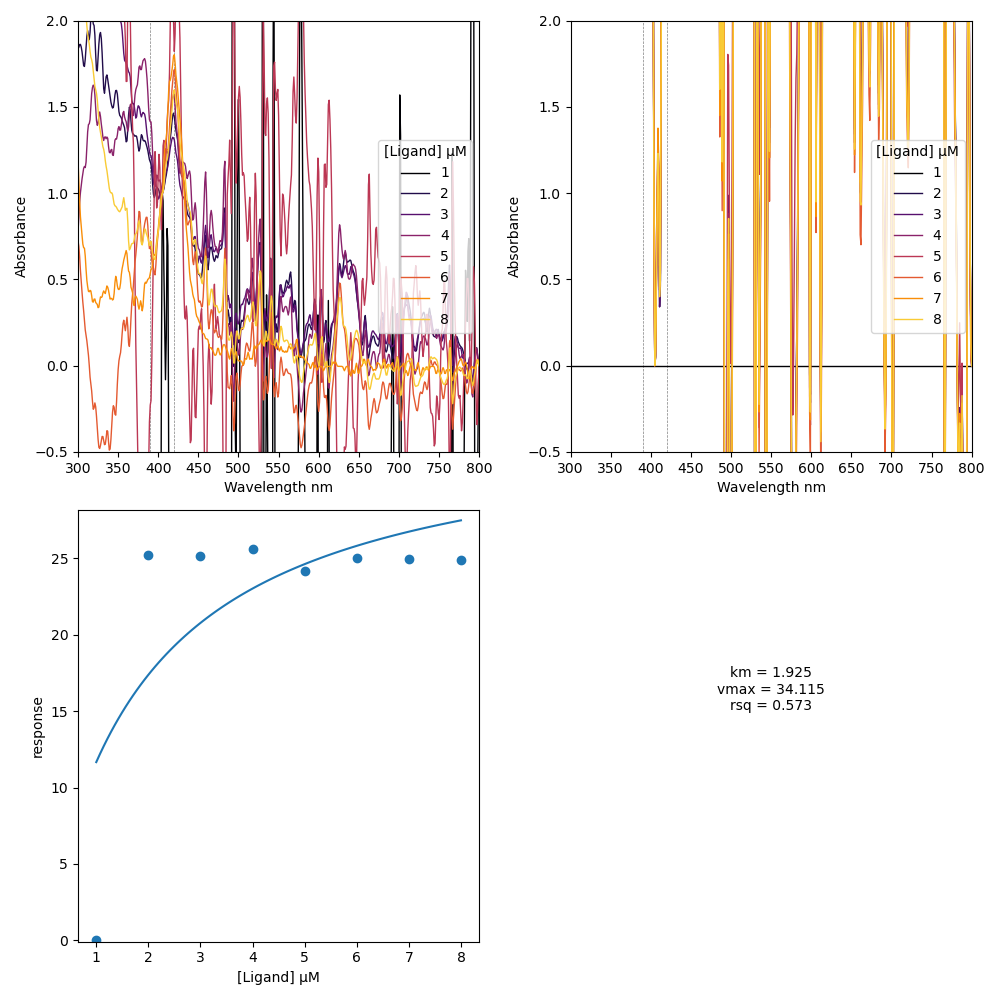 2.0
1.5
1.0
0.5
0.0
−0.5
Absorbance
300 350 400 450 500 550 600 650 700 750 800
Wavelength nm
[Ligand] μM
1
2
3
4
5
6
7
8
2.0
1.5
1.0
0.5
0.0
−0.5
Absorbance
300 350 400 450 500 550 600 650 700 750 800
Wavelength nm
[Ligand] μM
1
2
3
4
5
6
7
8
25
20
15
10
5
0
response
1 2 3 4 5 6 7 8
[Ligand] μM
km = 1.925
vmax = 34.115
rsq = 0.573